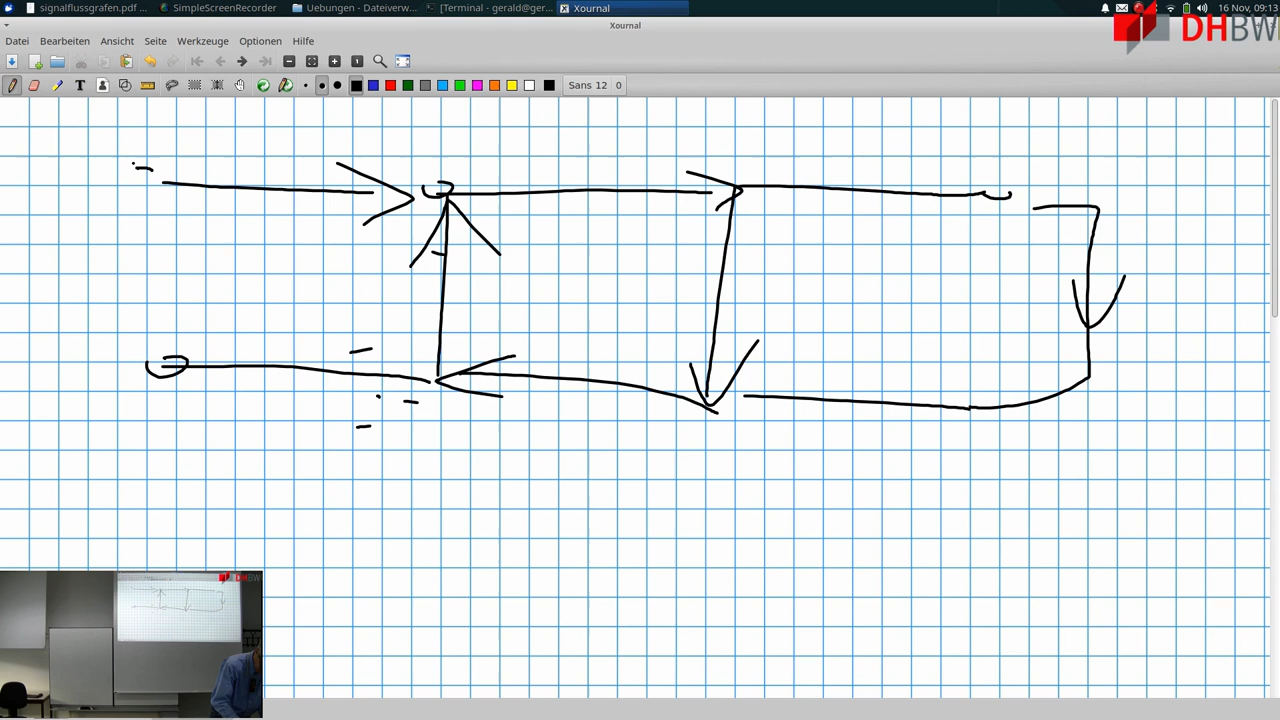 signalflussgrafen.pdf ... SimpleScreenRecorder Uebungen - Dateiverw... [Terminal - gerald@ger... Xournal 16 Nov, 09:13
Xournal
DHBW
Datei Bearbeiten Ansicht Seite Werkzeuge Optionen Hilfe
Sans 12 0
DHBW